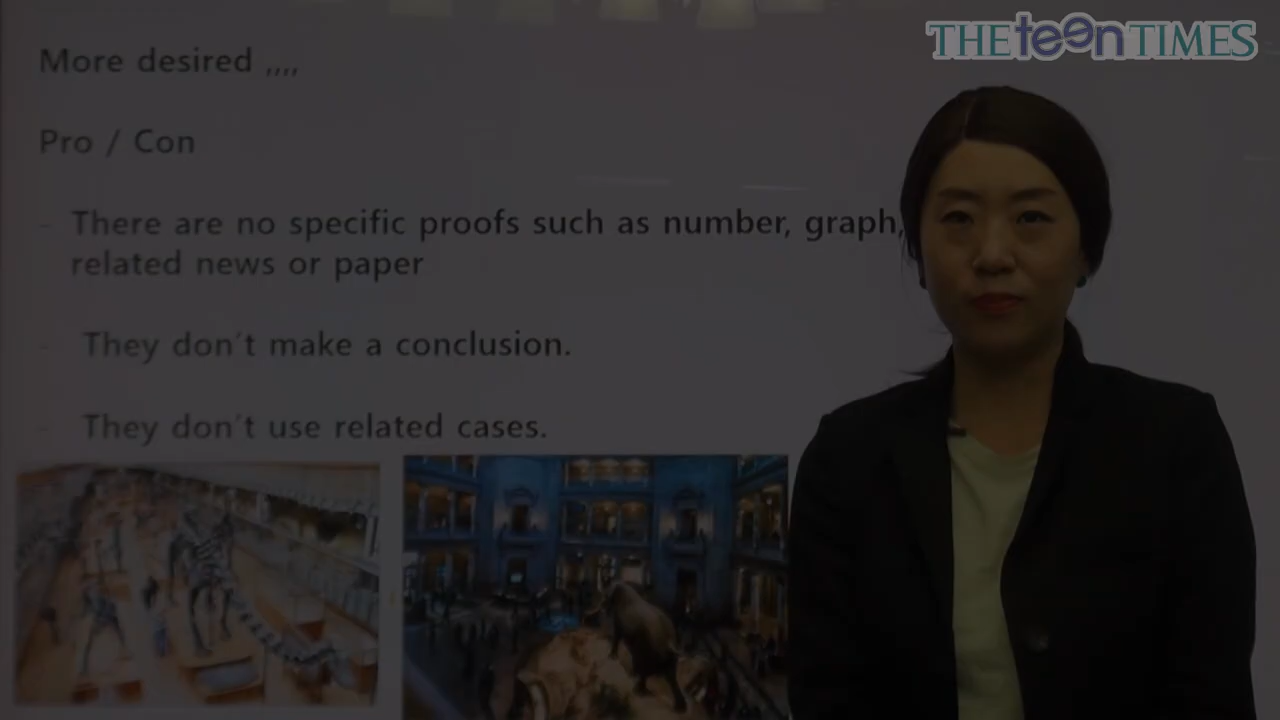 THE teen TIMES
More desired ,,,,
Pro / Con
- There are no specific proofs such as number, graph,
related news or paper
- They don't make a conclusion.
- They don't use related cases.